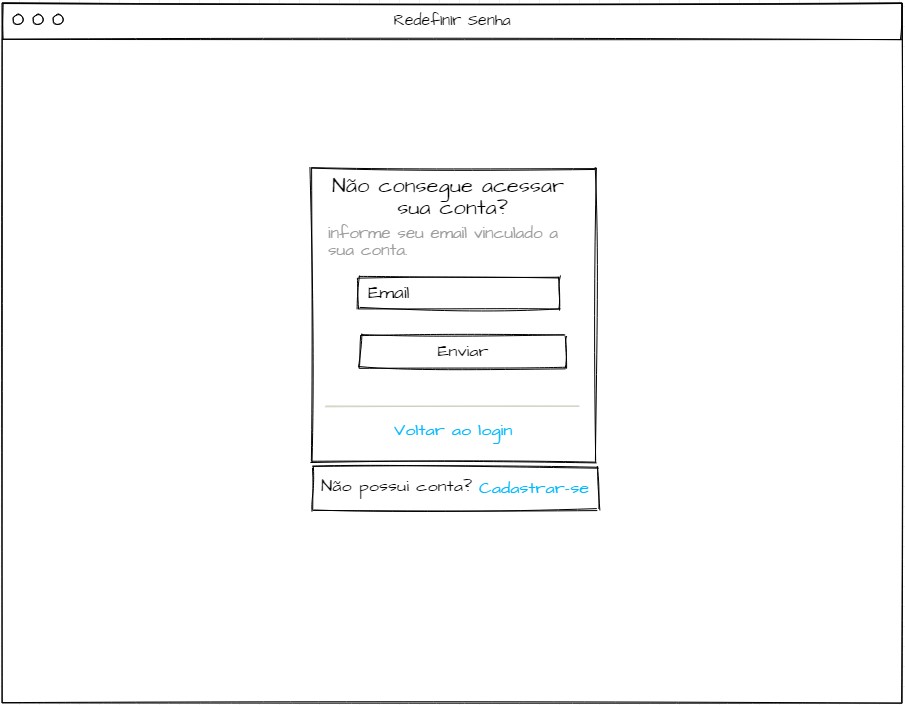 Redefinir Senha
Não consegue acessar
sua conta?
informe seu email vinculado a
sua conta.
Email
Enviar
Voltar ao login
Não possui conta? Cadastrar-se